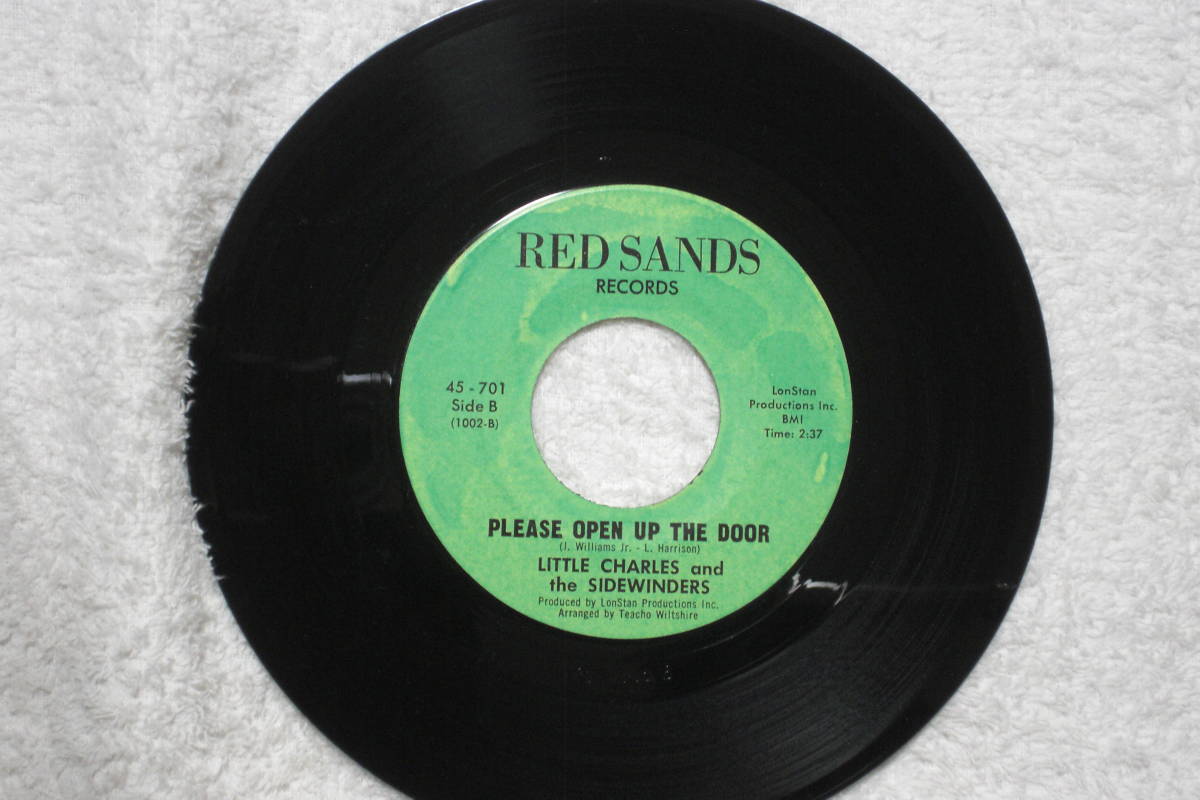 RED SANDS
RECORDS
45-701
Side B
(1002-B)
LonStan
Productions Inc.
BMI
Time: 2:37
PLEASE OPEN UP THE DOOR
(J. Williams Jr. - L. Harrison)
LITTLE CHARLES and
the SIDEWINDERS
Produced by LonStan Productions Inc.
Arranged by Teacho Wiltshire